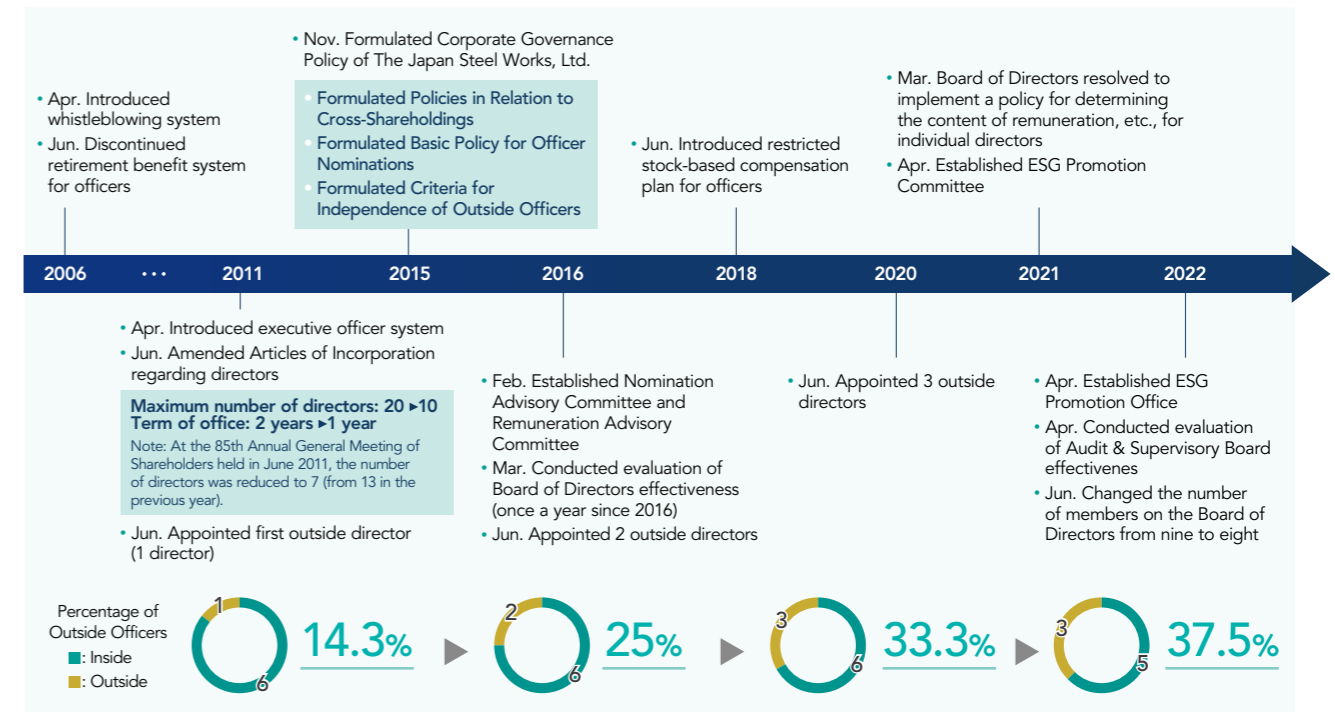 • Apr. Introduced
whistleblowing system
• Jun. Discontinued
retirement benefit system
for officers
• Nov. Formulated Corporate Governance
Policy of The Japan Steel Works, Ltd.
• Formulated Policies in Relation to
Cross-Shareholdings
• Formulated Basic Policy for Officer
Nominations
• Formulated Criteria for
Independence of Outside Officers
• Jun. Introduced restricted
stock-based compensation
plan for officers
• Mar. Board of Directors resolved to
implement a policy for determining
the content of remuneration, etc., for
individual directors
• Apr. Established ESG Promotion
Committee
2006 ... 2011 2015 2016 2018 2020 2021 2022
• Apr. Introduced executive officer system
• Jun. Amended Articles of Incorporation
regarding directors
Maximum number of directors: 20 ▸10
Term of office: 2 years ▸1 year
Note: At the 85th Annual General Meeting of
Shareholders held in June 2011, the number
of directors was reduced to 7 (from 13 in the
previous year).
• Jun. Appointed first outside director
(1 director)
• Feb. Established Nomination
Advisory Committee and
Remuneration Advisory
Committee
• Mar. Conducted evaluation of
Board of Directors effectiveness
(once a year since 2016)
• Jun. Appointed 2 outside directors
• Jun. Appointed 3 outside
directors
• Apr. Established ESG
Promotion Office
• Apr. Conducted evaluation
of Audit & Supervisory Board
effectivenes
• Jun. Changed the number
of members on the Board of
Directors from nine to eight
Percentage of
Outside Officers
: Inside
: Outside
1
6
14.3%
2
6
25%
3
6
33.3%
3
5
37.5%